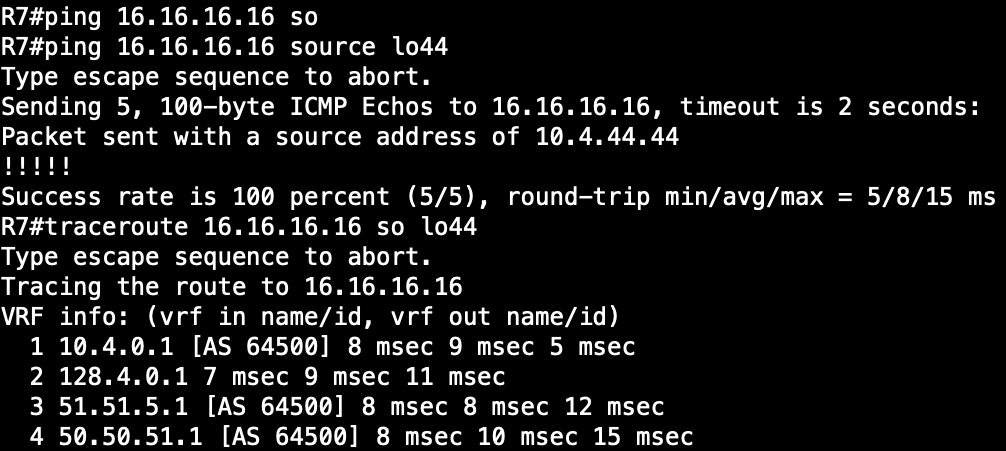 R7#ping 16.16.16.16 so
R7#ping 16.16.16.16 source lo44
Type escape sequence to abort.
Sending 5, 100-byte ICMP Echos to 16.16.16.16, timeout is 2 seconds:
Packet sent with a source address of 10.4.44.44
!!!!!
Success rate is 100 percent (5/5), round-trip min/avg/max = 5/8/15 ms
R7#traceroute 16.16.16.16 so lo44
Type escape sequence to abort.
Tracing the route to 16.16.16.16
VRF info: (vrf in name/id, vrf out name/id)
  1 10.4.0.1 [AS 64500] 8 msec 9 msec 5 msec
  2 128.4.0.1 7 msec 9 msec 11 msec
  3 51.51.5.1 [AS 64500] 8 msec 8 msec 12 msec
  4 50.50.51.1 [AS 64500] 8 msec 10 msec 15 msec